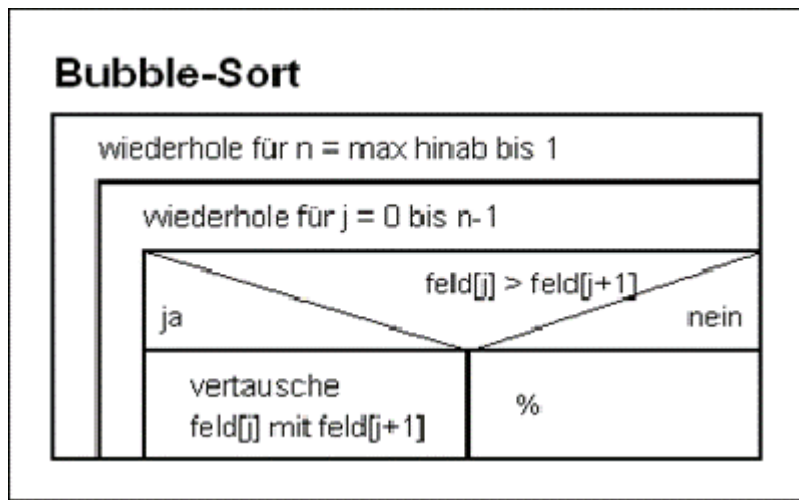 Bubble-Sort
wiederhole für n = max hinab bis 1
wiederhole für j = 0 bis n-1
feld[j] > feld[j+1]
ja
nein
vertausche
feld[j] mit feld[j+1]
%